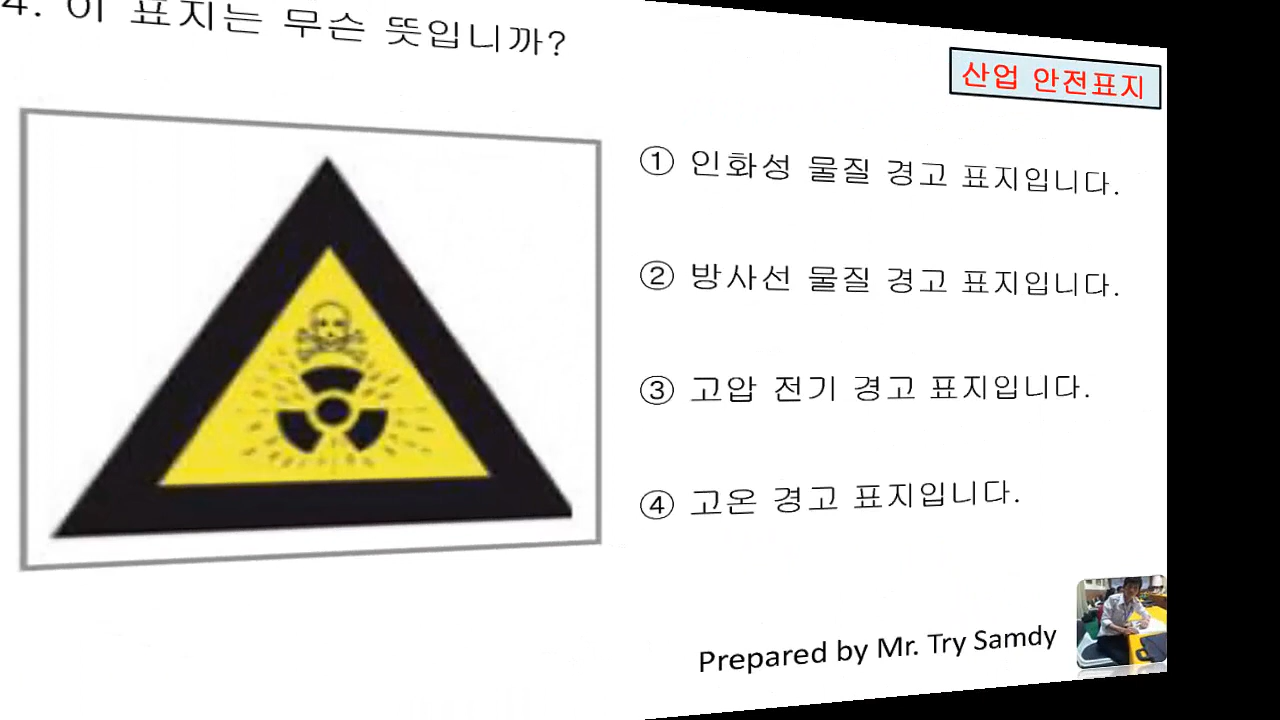 4. 이 표지는 무슨 뜻입니까?
산업 안전표지
① 인화성 물질 경고 표지입니다.
② 방사선 물질 경고 표지입니다.
③ 고압 전기 경고 표지입니다.
④ 고온 경고 표지입니다.
Prepared by Mr. Try Samdy